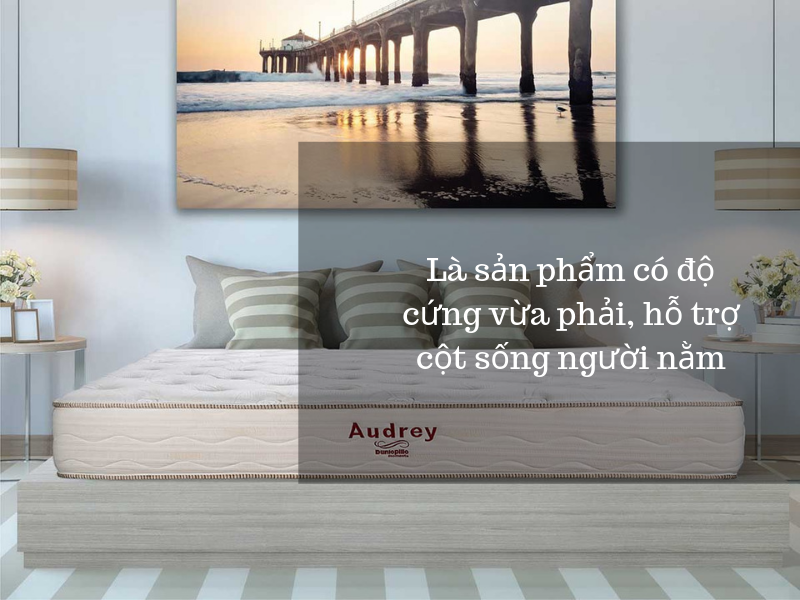 Là sản phẩm có độ
cứng vừa phải, hỗ trợ
cột sống người nằm
Audrey
Dunlopillo